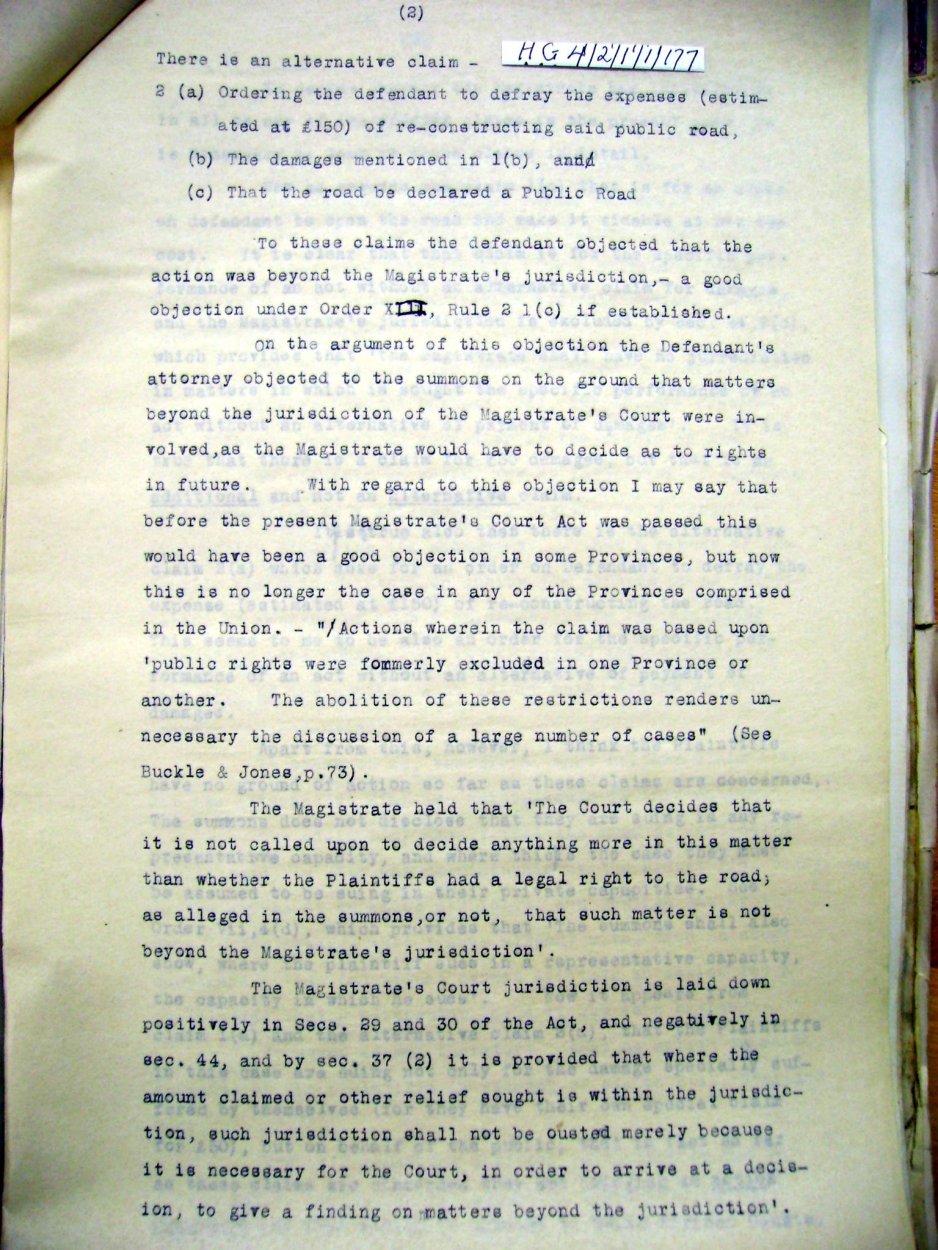 (2)
There is an alternative claim -
H G 4/2/1/1/177
2 (a) Ordering the defendant to defray the expenses (estim-
ated at £150) of re-constructing said public road,
(b) The damages mentioned in 1(b), and
(c) That the road be declared a Public Road
To these claims the defendant objected that the
action was beyond the Magistrate's jurisdiction,- a good
objection under Order XIII, Rule 2 1(c) if established.
On the argument of this objection the Defendant's
attorney objected to the summons on the ground that matters
beyond the jurisdiction of the Magistrate's Court were in-
volved,as the Magistrate would have to decide as to rights
in future. With regard to this objection I may say that
before the present Magistrate's Court Act was passed this
would have been a good objection in some Provinces, but now
this is no longer the case in any of the Provinces comprised
in the Union. - "/Actions wherein the claim was based upon
'public rights were fommerly excluded in one Province or
another. The abolition of these restrictions renders un-
necessary the discussion of a large number of cases" (See
Buckle & Jones,p.73).
The Magistrate held that 'The Court decides that
it is not called upon to decide anything more in this matter
than whether the Plaintiffs had a legal right to the road,
as alleged in the summons,or not, that such matter is not
beyond the Magistrate's jurisdiction'.
The Magistrate's Court jurisdiction is laid down
positively in Secs. 29 and 30 of the Act, and negatively in
sec. 44, and by sec. 37 (2) it is provided that where the
amount claimed or other relief sought is within the jurisdic-
tion, such jurisdiction shall not be ousted merely because
it is necessary for the Court, in order to arrive at a decis-
ion, to give a finding on matters beyond the jurisdiction'.